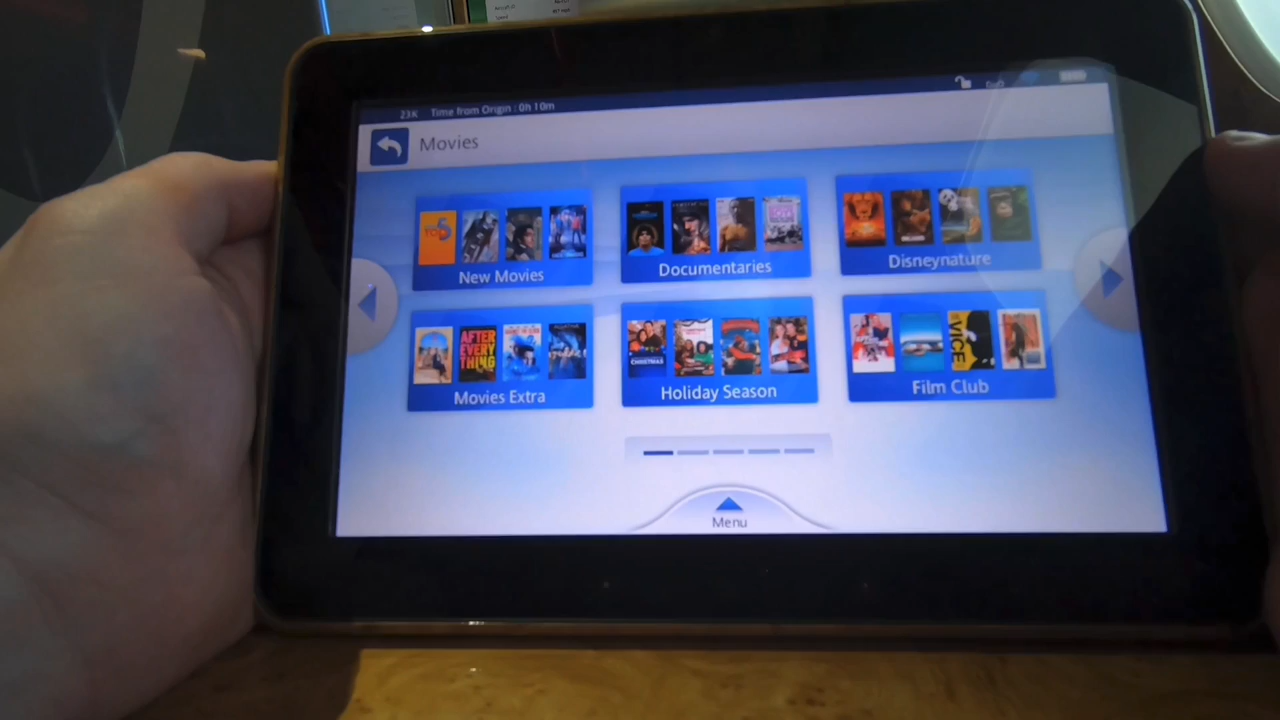 23K Time from Origin : 0h 10m
Movies
New Movies
Documentaries
Disneynature
AFTER
EVERY
THING
CHRISTMAS
VICE
Movies Extra
Holiday Season
Film Club
Menu